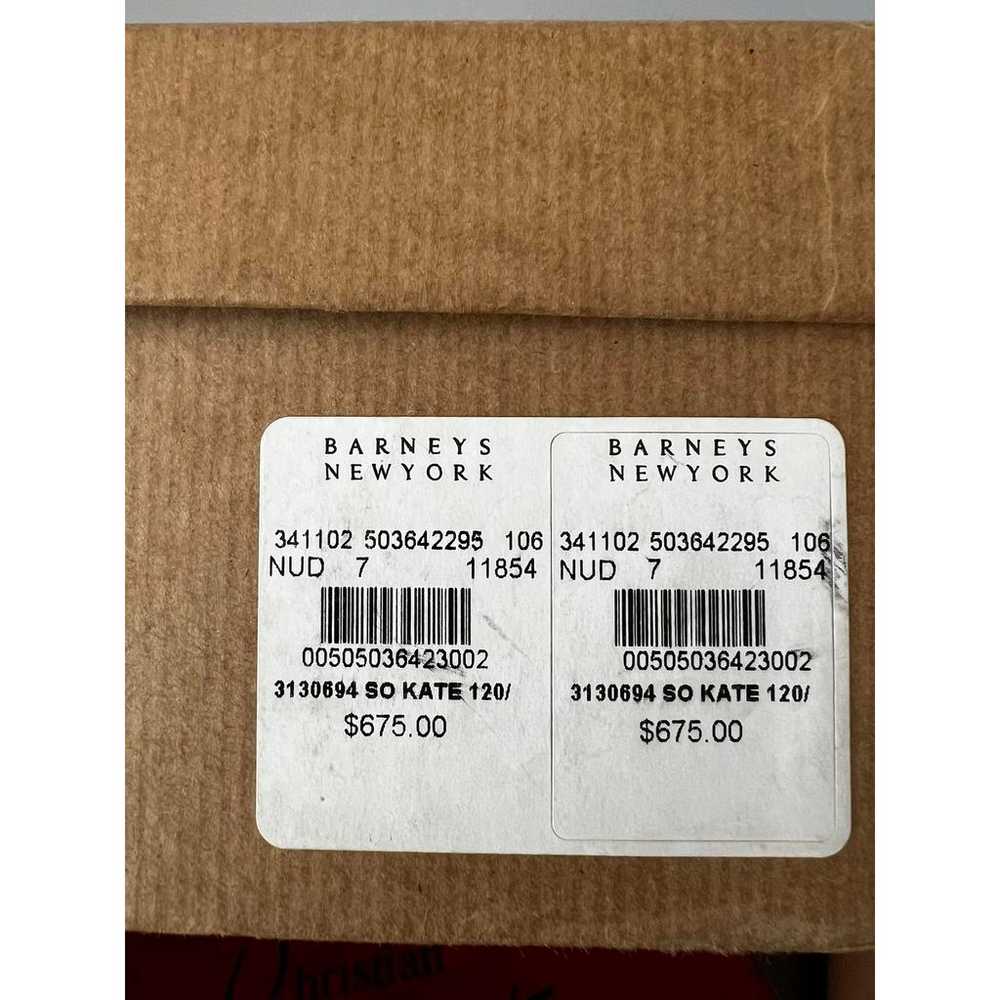 BARNEYS
NEWYORK
341102 503642295 106
NUD 7 11854
00505036423002
3130694 SO KATE 120/
$675.00
BARNEYS
NEWYORK
341102 503642295 106
NUD 7 11854
00505036423002
3130694 SO KATE 120/
$675.00
Christian